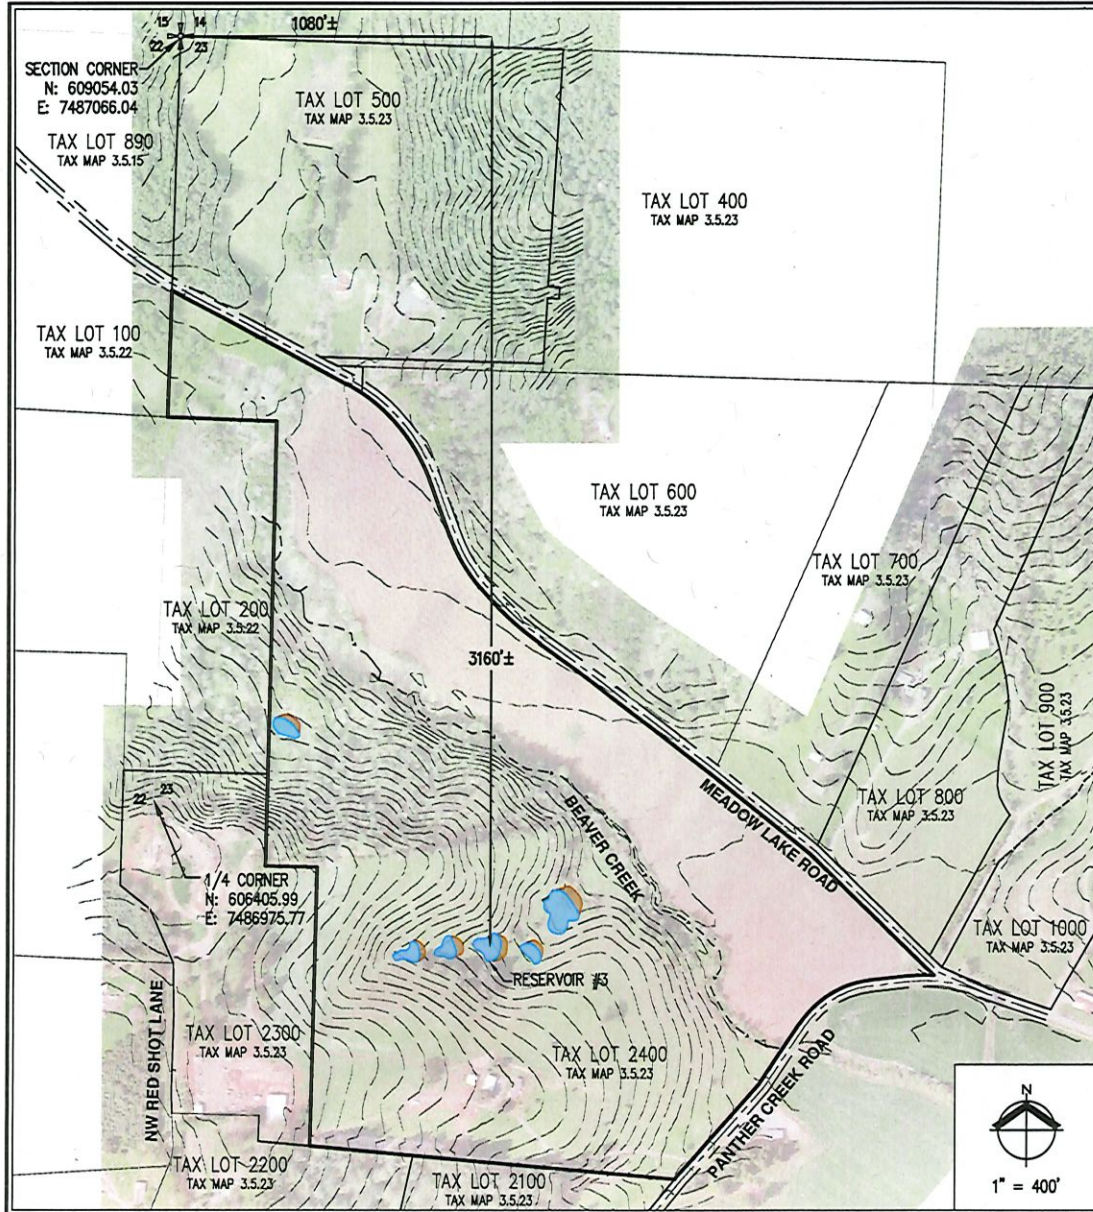 15 14
22 23
1080'±
SECTION CORNER
N: 609054.03
E: 7487066.04
TAX LOT 500
TAX MAP 3.5.23
TAX LOT 890
TAX MAP 3.5.15
TAX LOT 400
TAX MAP 3.5.23
TAX LOT 100
TAX MAP 3.5.22
TAX LOT 600
TAX MAP 3.5.23
TAX LOT 700
TAX MAP 3.5.23
TAX LOT 200
TAX MAP 3.5.22
3160'±
TAX LOT 900
TAX MAP 3.5.23
22 23
MEADOW LAKE ROAD
TAX LOT 800
TAX MAP 3.5.23
BEAVER CREEK
1/4 CORNER
N: 606405.99
E: 7486975.77
TAX LOT 1000
TAX MAP 3.5.23
RESERVOIR #3
NW RED SHOT LANE
TAX LOT 2300
TAX MAP 3.5.23
TAX LOT 2400
TAX MAP 3.5.23
PANTHER CREEK ROAD
TAX LOT 2200
TAX MAP 3.5.23
TAX LOT 2100
TAX MAP 3.5.23
N
1" = 400'